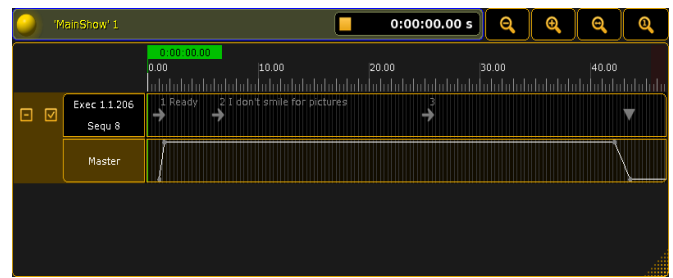 'MainShow' 1
0:00:00.00 s
0:00:00.00
0.00 10.00 20.00 30.00 40.00
Exec 1.1.206
Sequ 8
1 Ready
2 I don't smile for pictures
3
Master